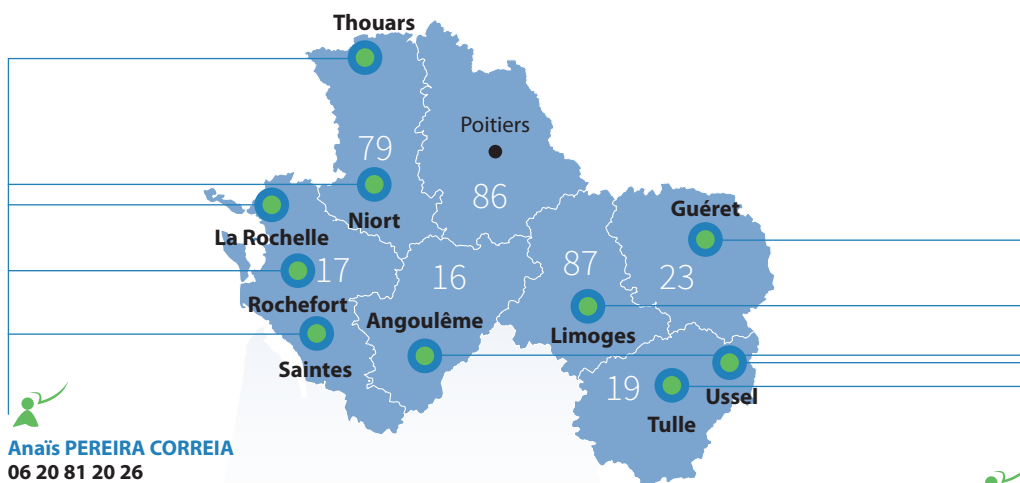 Thouars
Poitiers
79
86
Niort
Guéret
La Rochelle
17
16
87
23
Rochefort
Angoulême
Limoges
Saintes
19
Ussel
Tulle
Anaïs PEREIRA CORREIA
06 20 81 20 26